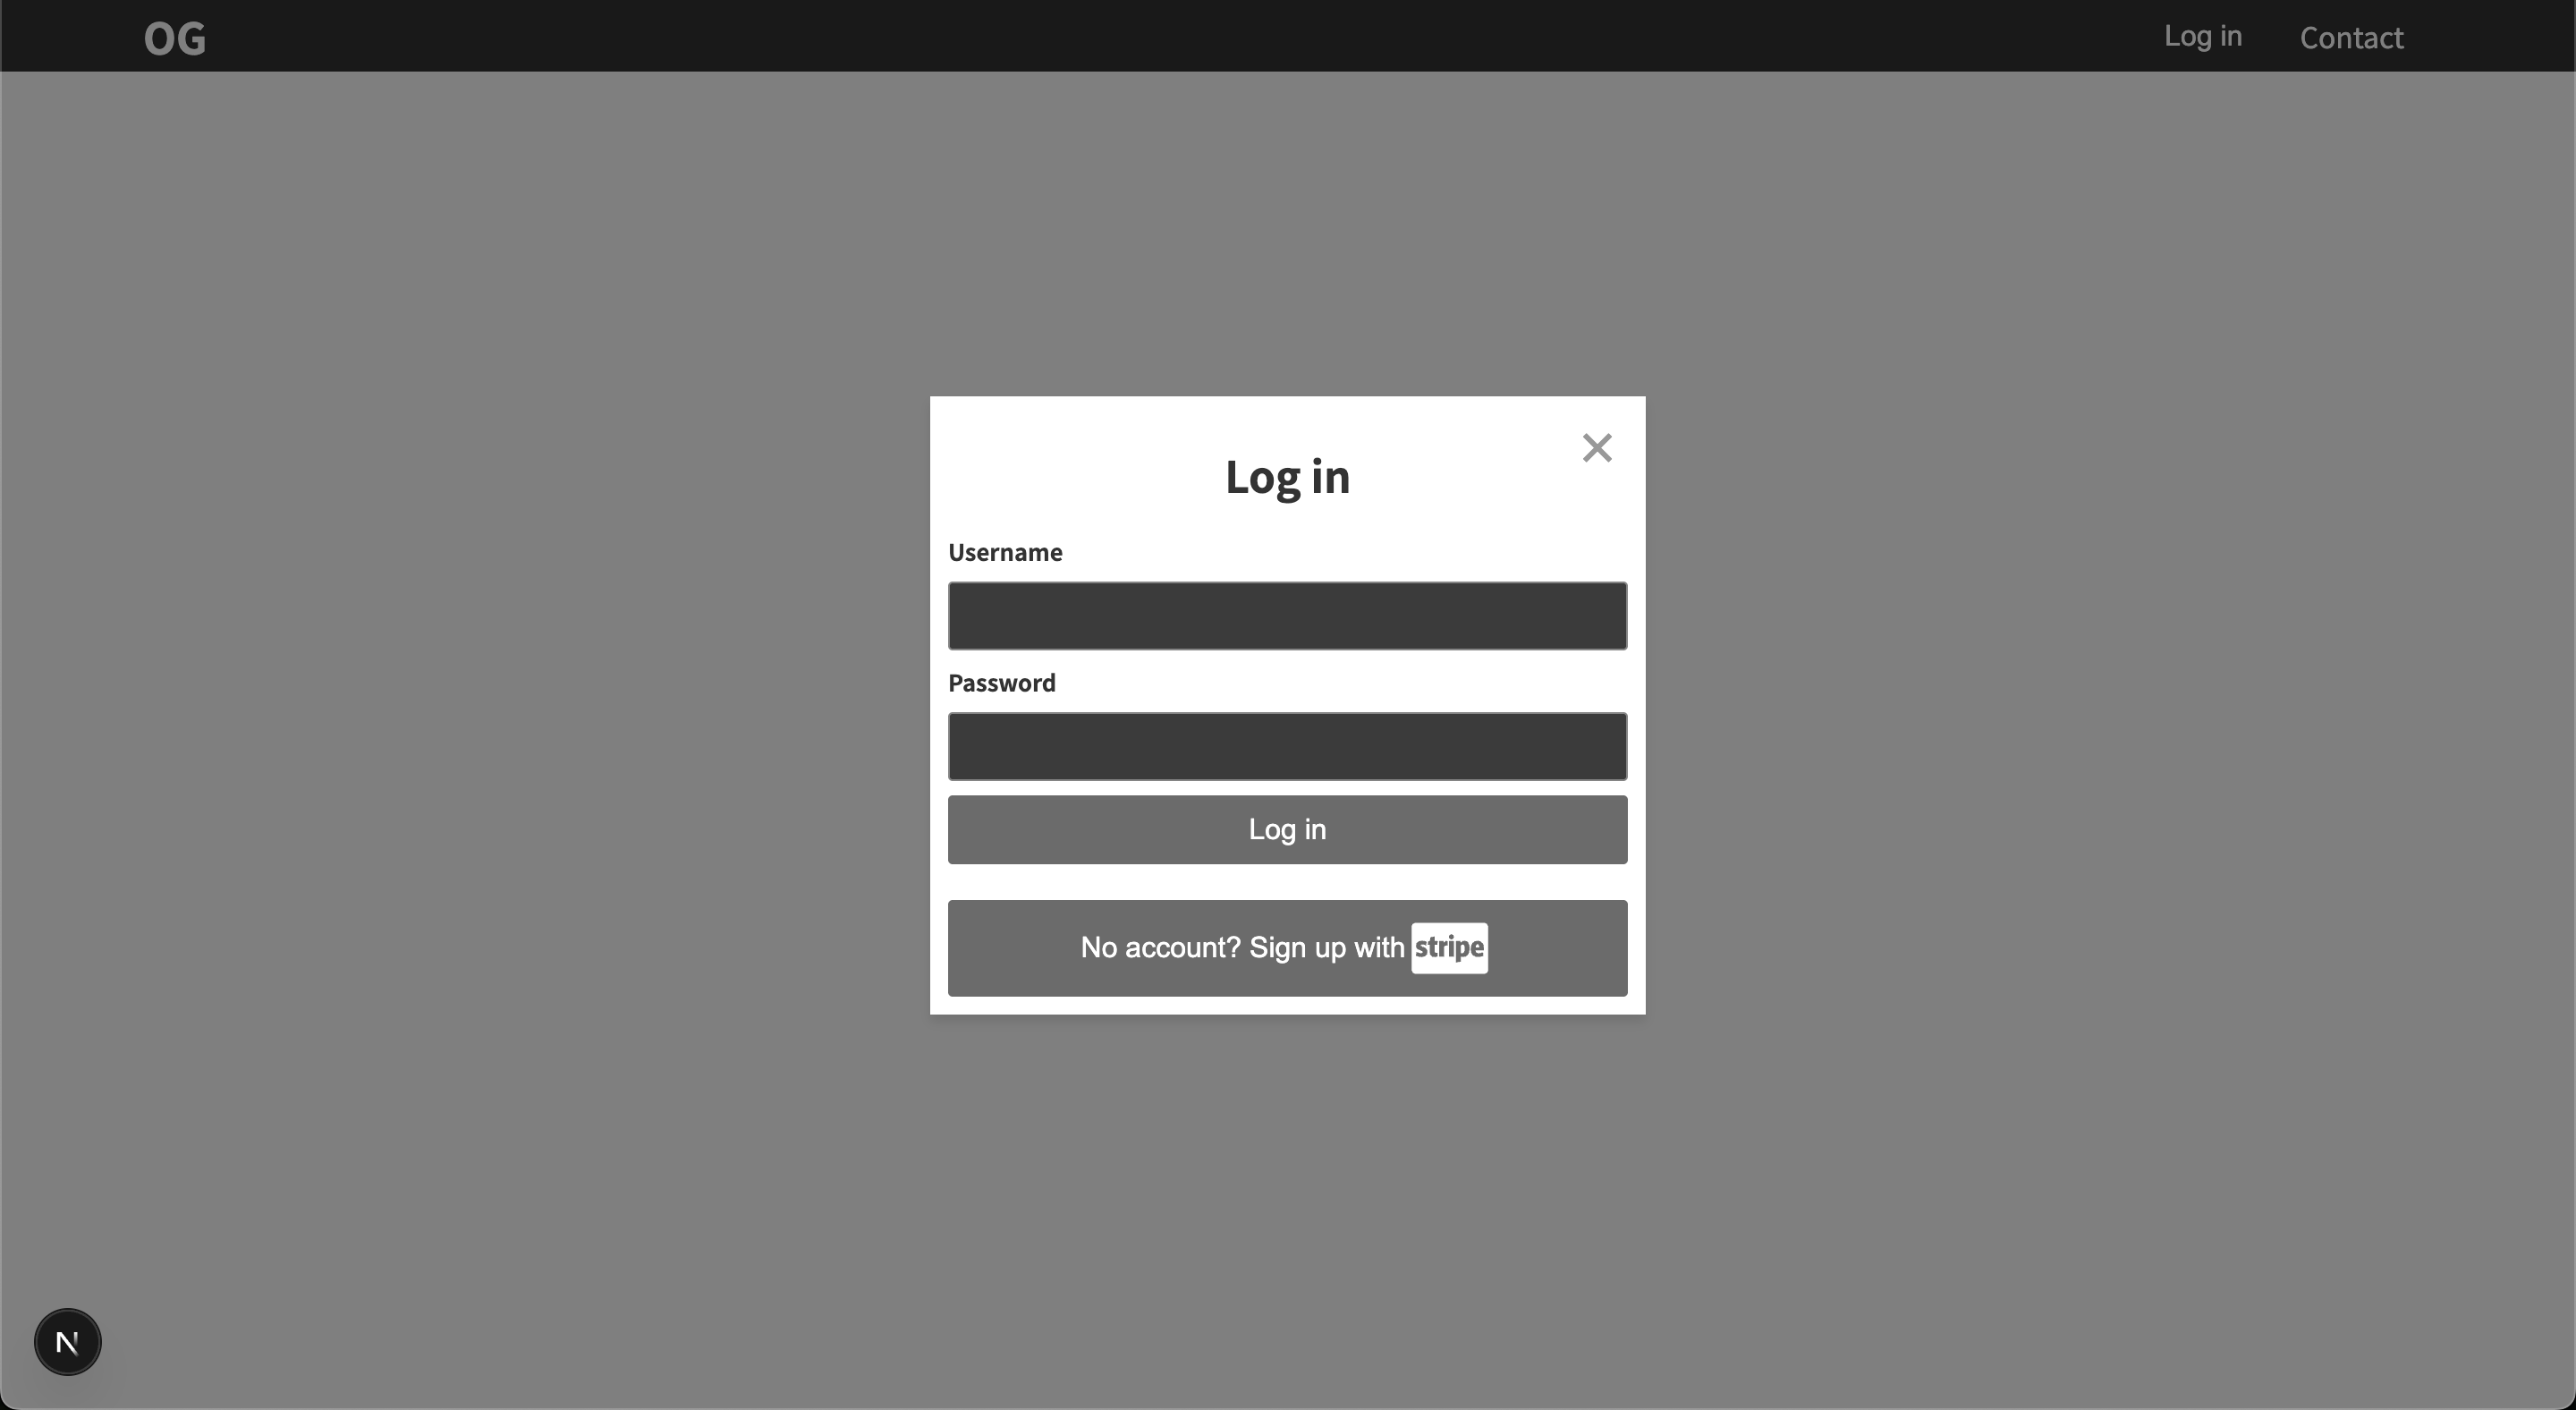 OG
Log in
Contact
Log in
Username
Password
Log in
No account? Sign up with stripe
N